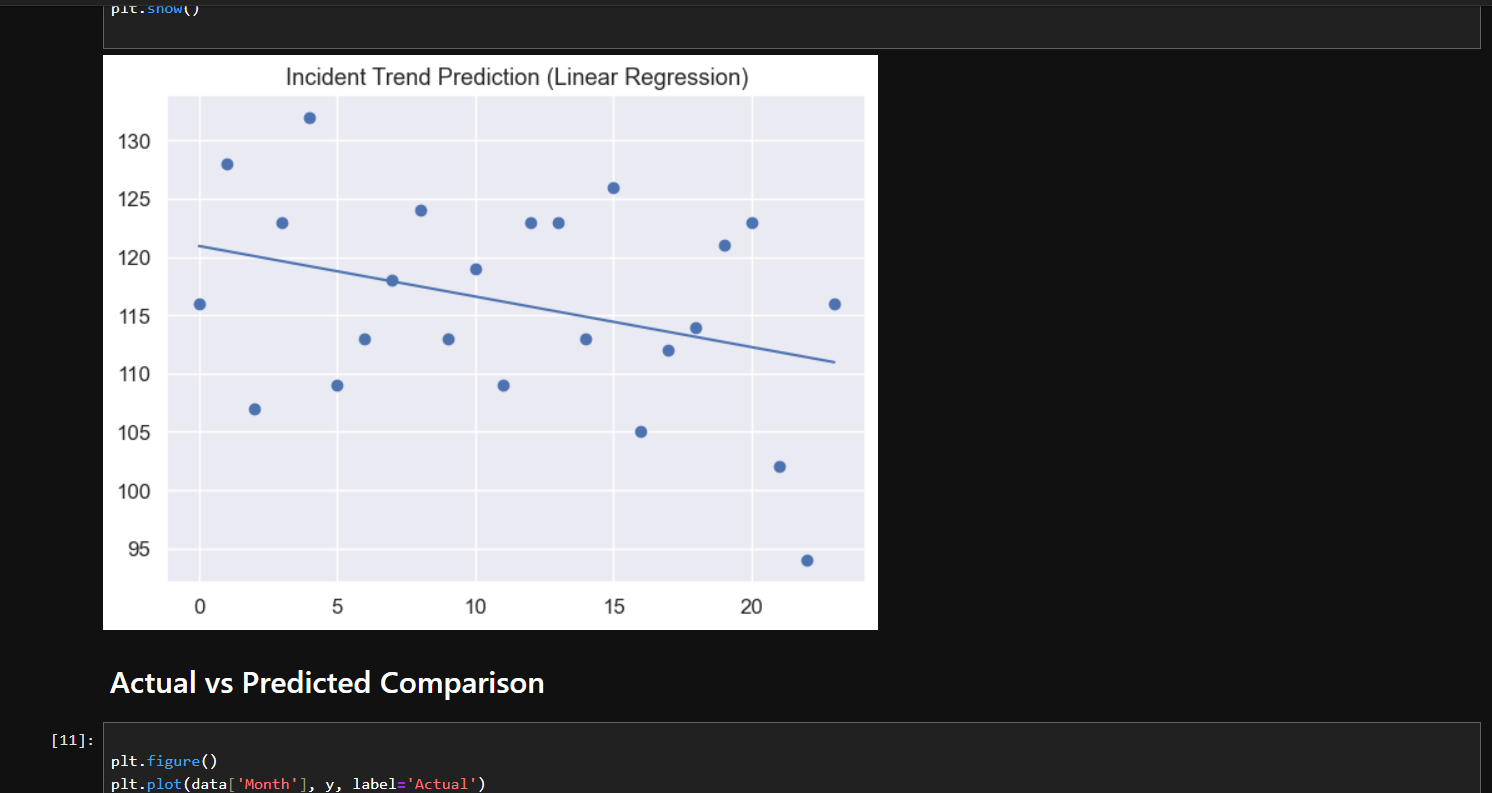 plt.show()
Incident Trend Prediction (Linear Regression)
130
125
120
115
110
105
100
95
0 5 10 15 20
Actual vs Predicted Comparison
[11]:
plt.figure()
plt.plot(data['Month'], y, label='Actual')